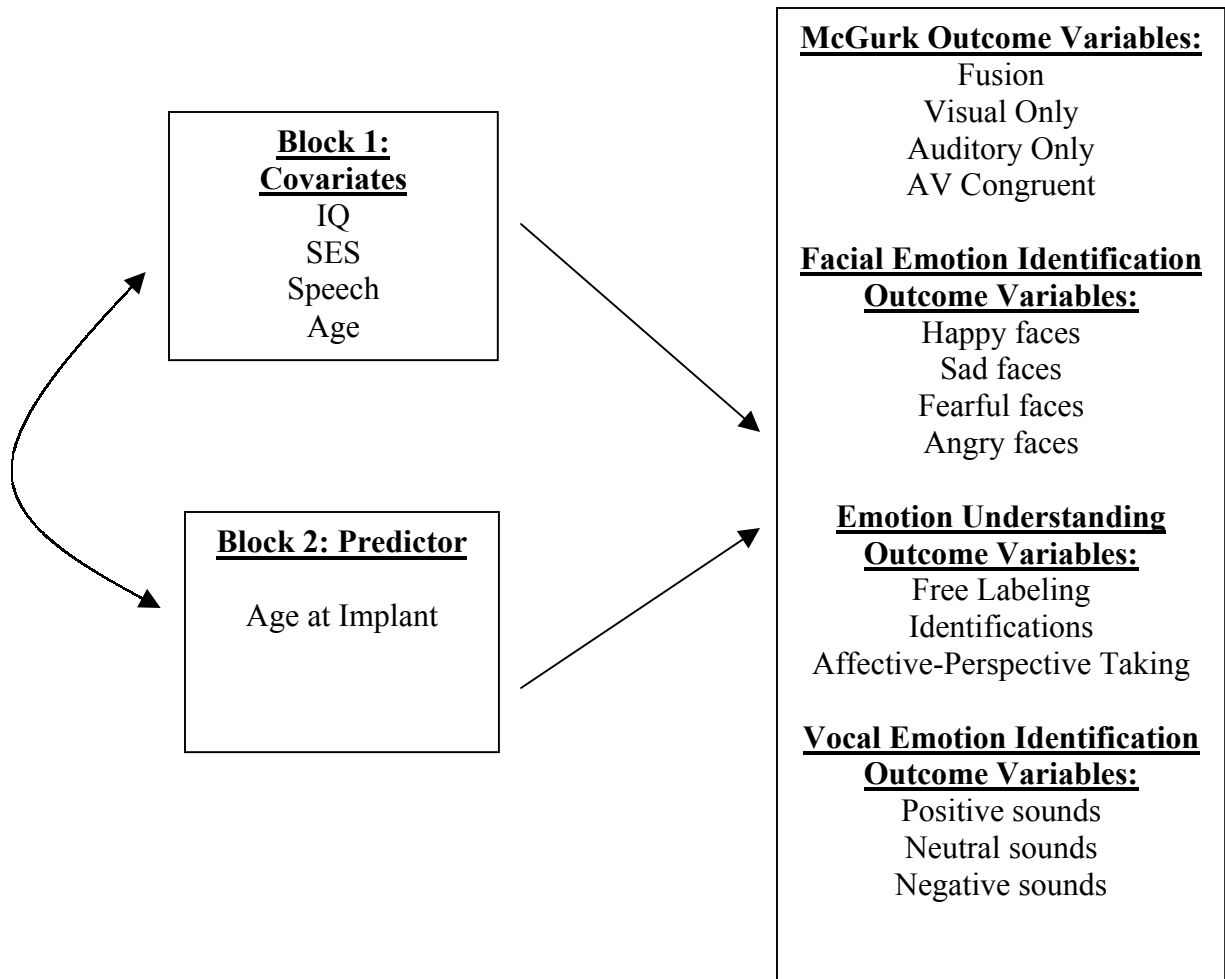 Block 1:
Covariates
IQ
SES
Speech
Age
Block 2: Predictor
Age at Implant
McGurk Outcome Variables:
Fusion
Visual Only
Auditory Only
AV Congruent
Facial Emotion Identification
Outcome Variables:
Happy faces
Sad faces
Fearful faces
Angry faces
Emotion Understanding
Outcome Variables:
Free Labeling
Identifications
Affective-Perspective Taking
Vocal Emotion Identification
Outcome Variables:
Positive sounds
Neutral sounds
Negative sounds